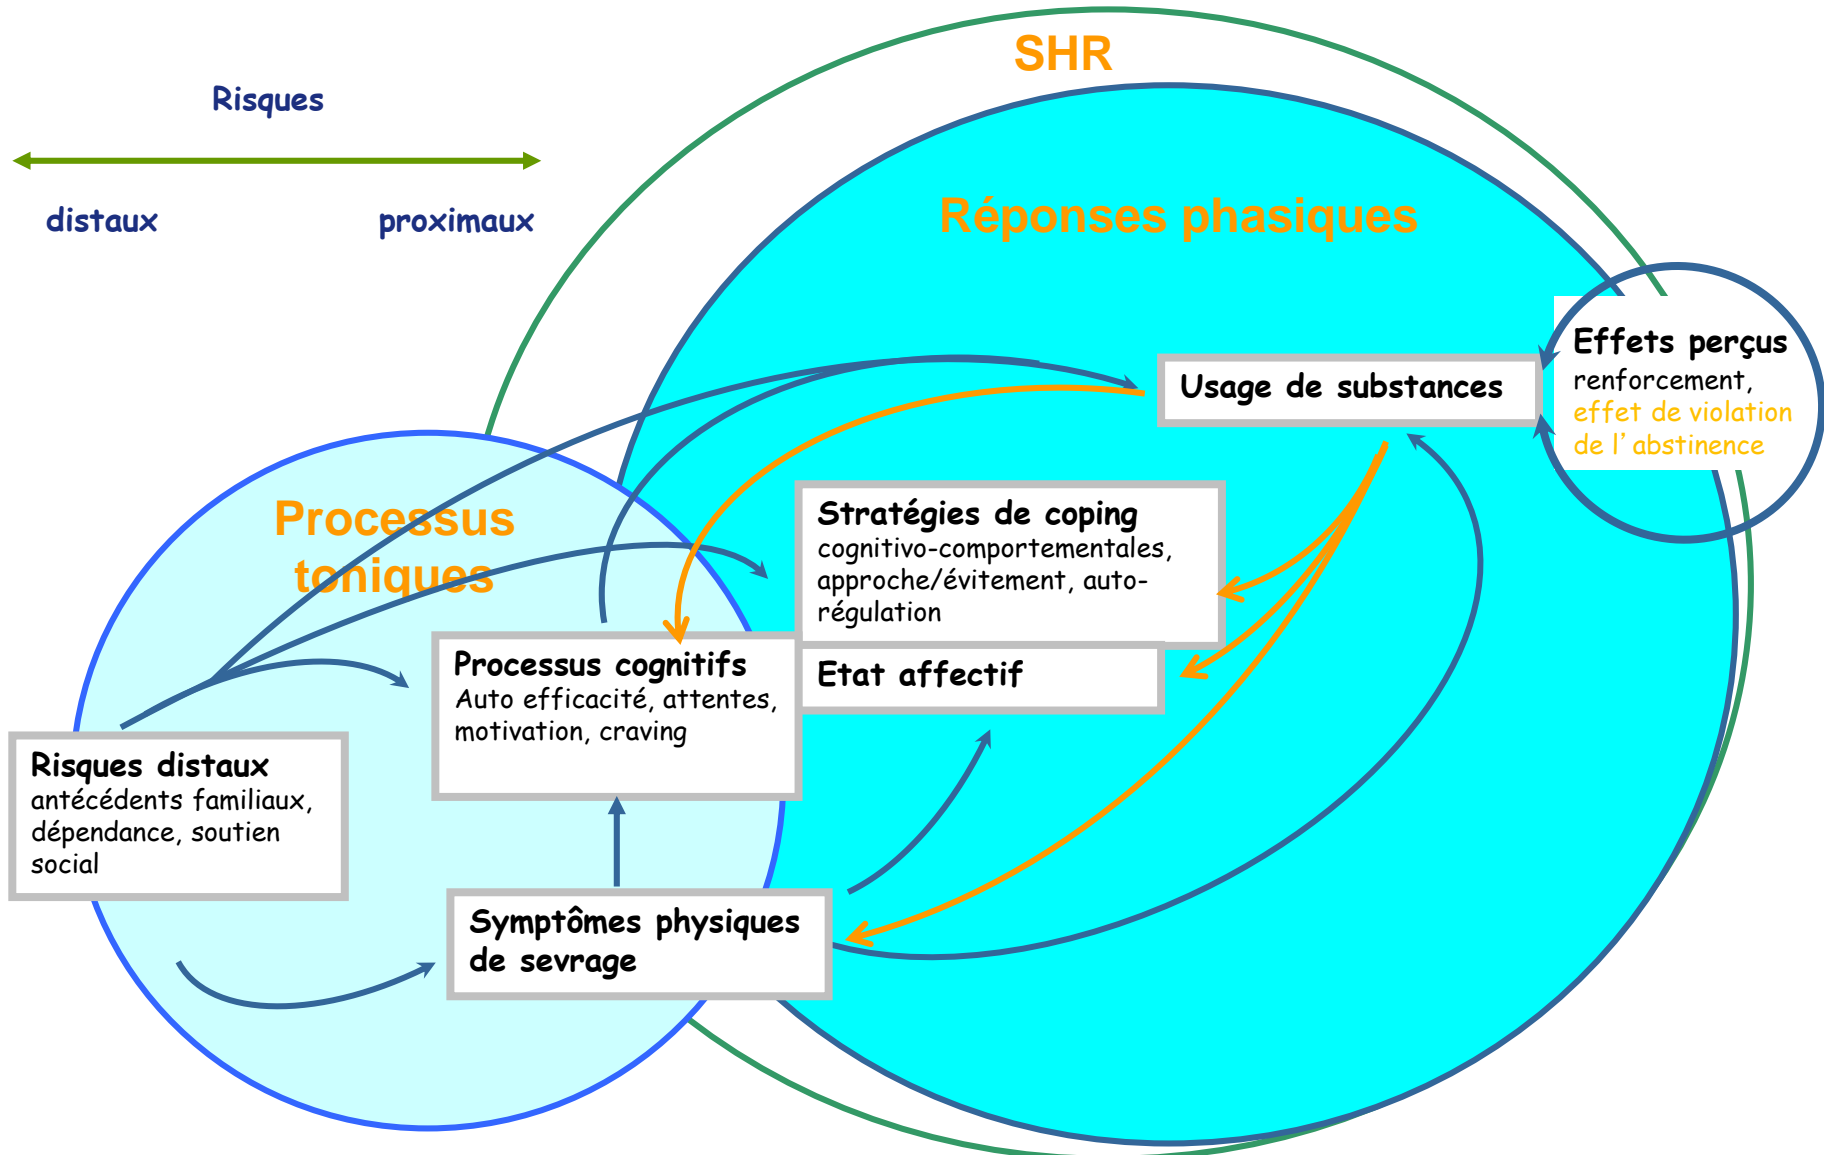 SHR
Risques
distaux
proximaux
Réponses phasiques
Effets perçus
renforcement,
effet de violation
de l’abstinence
Usage de substances
Processus
toniques
Stratégies de coping
cognitivo-comportementales,
approche/évitement, auto-
régulation
Processus cognitifs
Auto efficacité, attentes,
motivation, craving
Etat affectif
Risques distaux
antécédents familiaux,
dépendance, soutien
social
Symptômes physiques
de sevrage